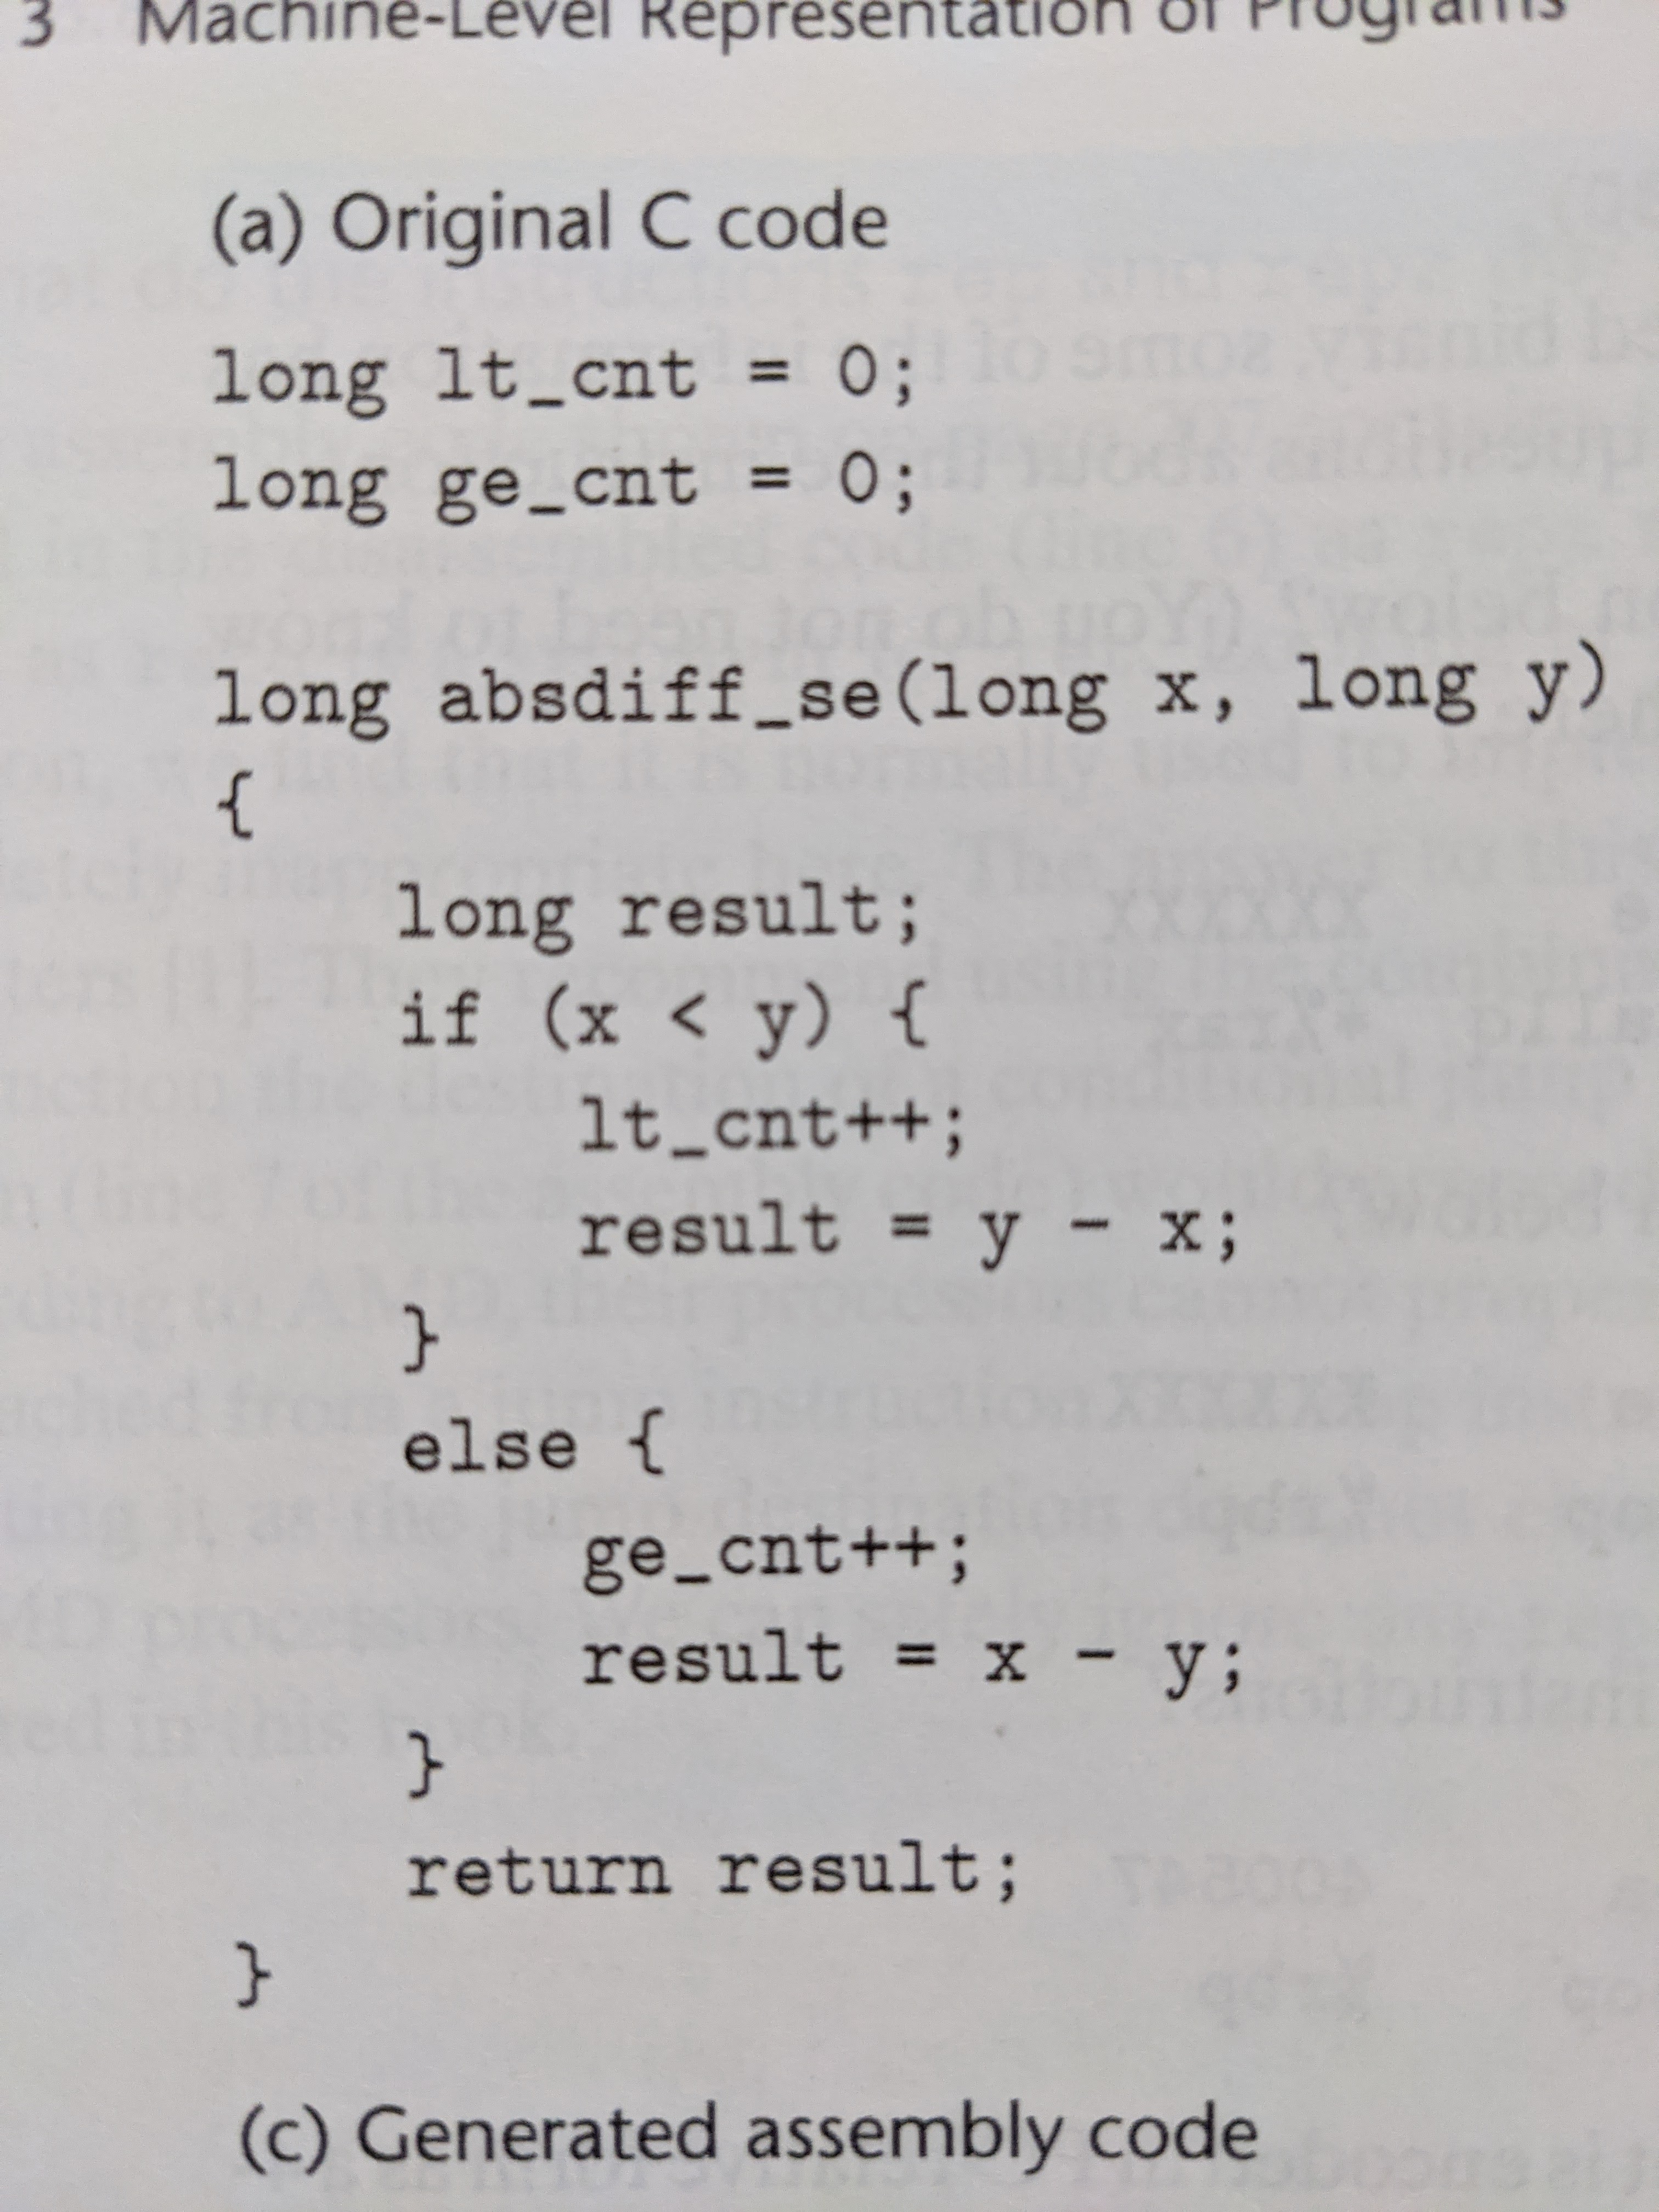 3 Machine-Level Representation of Programs
(a) Original C code
long lt_cnt = 0;
long ge_cnt = 0;
long absdiff_se(long x, long y)
{
    long result;
    if (x < y) {
        lt_cnt++;
        result = y - x;
    }
    else {
        ge_cnt++;
        result = x - y;
    }
    return result;
}
(c) Generated assembly code